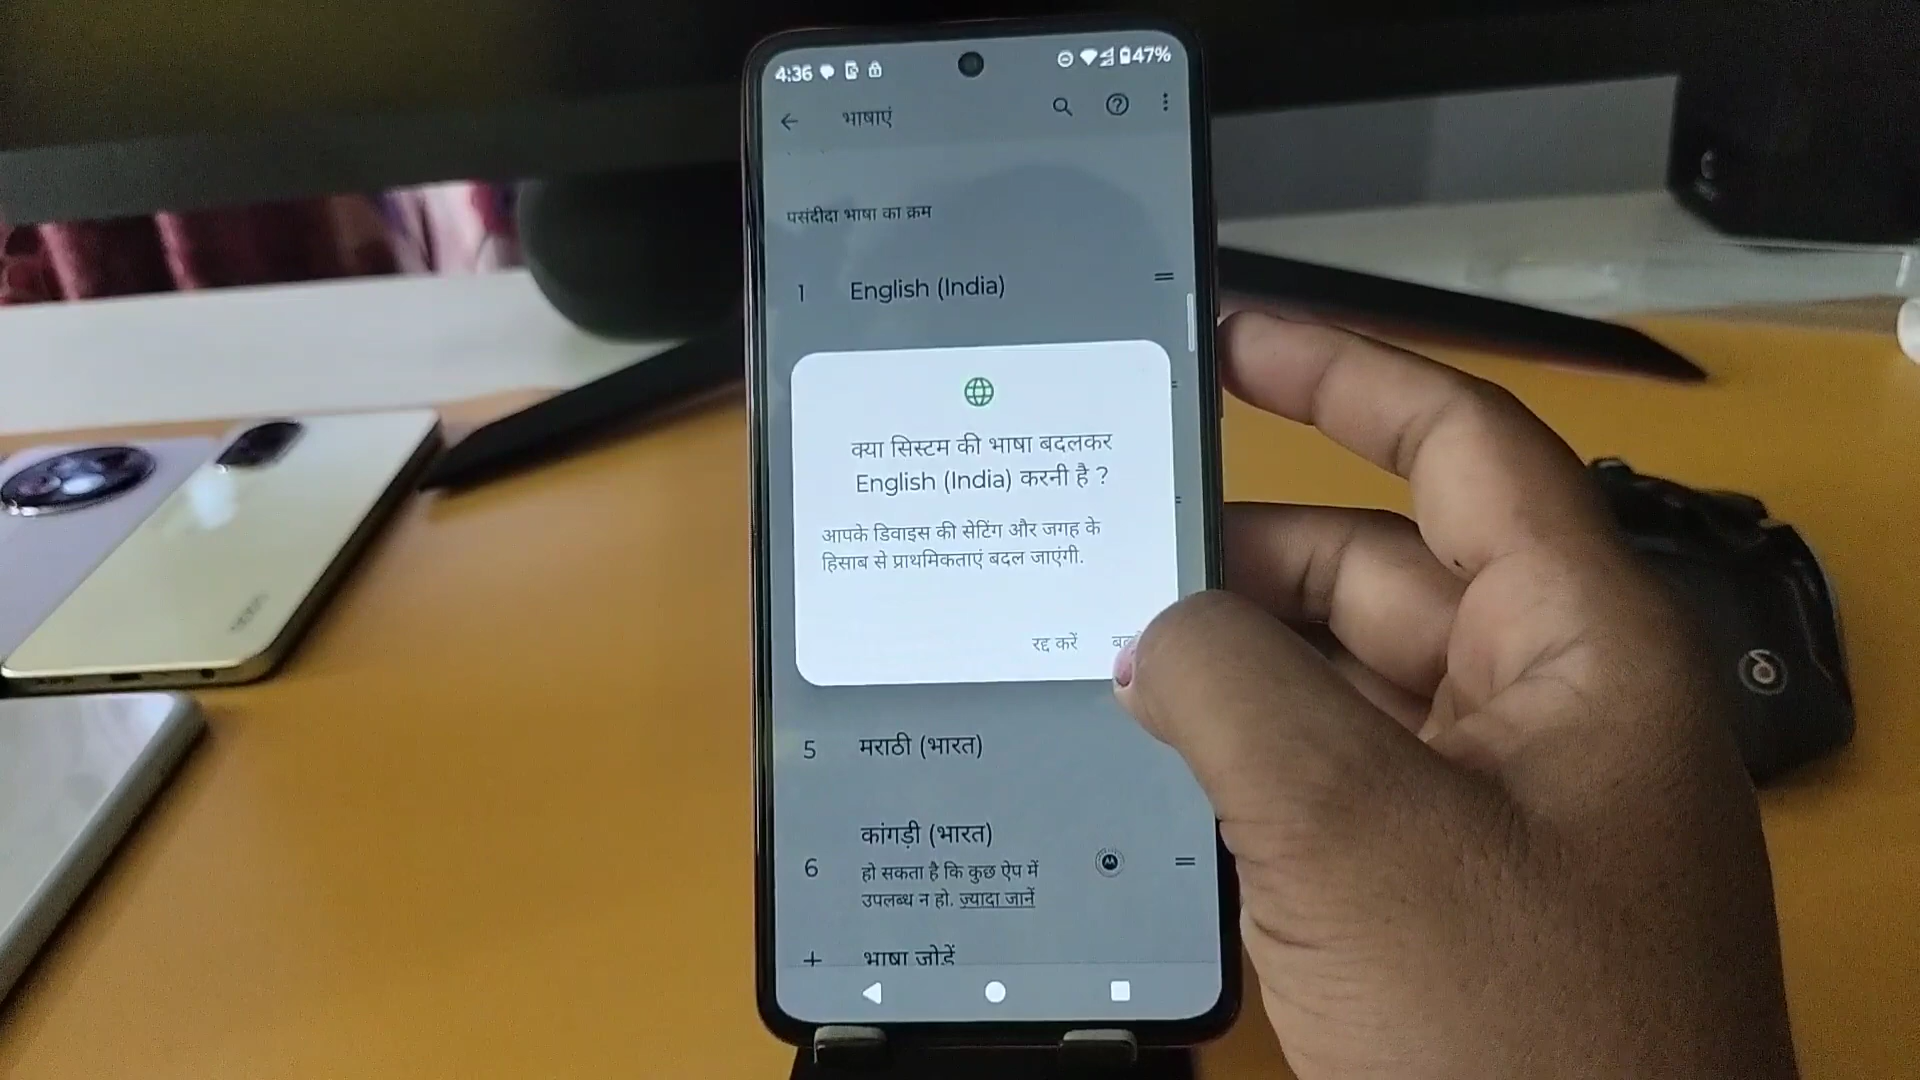 4:36
47%
भाषाएं
पसंदीदा भाषा का क्रम
1 English (India)
क्या सिस्टम की भाषा बदलकर
English (India) करनी है ?
आपके डिवाइस की सेटिंग और जगह के
हिसाब से प्राथमिकताएं बदल जाएंगी.
रद्द करें
5 मराठी (भारत)
कांगड़ी (भारत)
6 हो सकता है कि कुछ ऐप में
उपलब्ध न हो. ज़्यादा जानें
+ भाषा जोड़ें